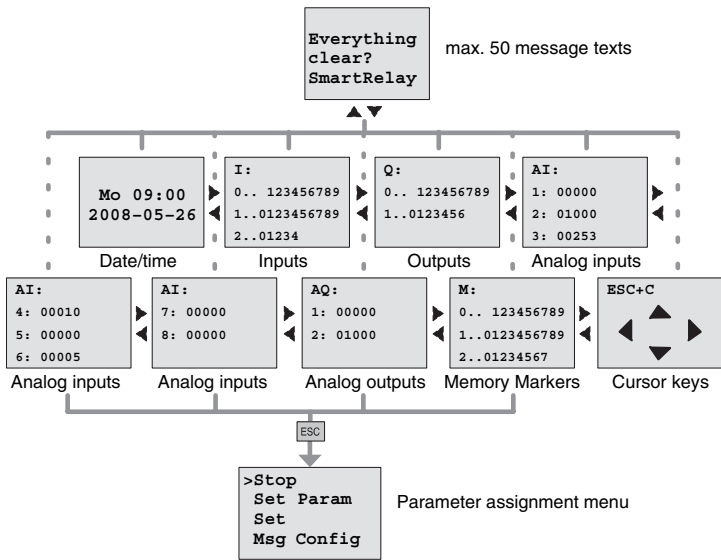 Everything
clear?
SmartRelay
max. 50 message texts
Mo 09:00
2008-05-26
Date/time
I:
0.. 123456789
1..0123456789
2..01234
Inputs
Q:
0.. 123456789
1..0123456
Outputs
AI:
1: 00000
2: 01000
3: 00253
Analog inputs
AI:
4: 00010
5: 00000
6: 00005
Analog inputs
AI:
7: 00000
8: 00000
Analog inputs
AQ:
1: 00000
2: 01000
Analog outputs
M:
0.. 123456789
1..0123456789
2..01234567
Memory Markers
ESC+C
Cursor keys
ESC
>Stop
Set Param
Set
Msg Config
Parameter assignment menu